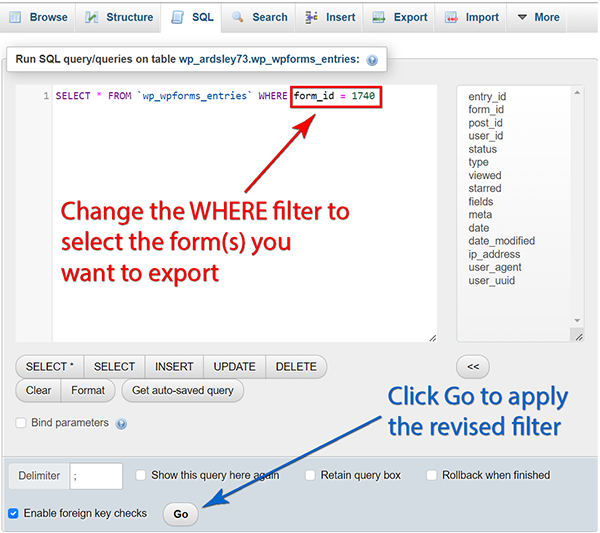 Browse Structure SQL Search Insert Export Import More
Run SQL query/queries on table wp_ardsley73.wp_wpforms_entries:
1 SELECT * FROM `wp_wpforms_entries` WHERE form_id = 1740
Change the WHERE filter to
select the form(s) you
want to export
entry_id
form_id
post_id
user_id
status
type
viewed
starred
fields
meta
date
date_modified
ip_address
user_agent
user_uuid
SELECT * SELECT INSERT UPDATE DELETE <<
Clear Format Get auto-saved query
Click Go to apply
the revised filter
Bind parameters
Delimiter ; Show this query here again Retain query box Rollback when finished
Enable foreign key checks Go